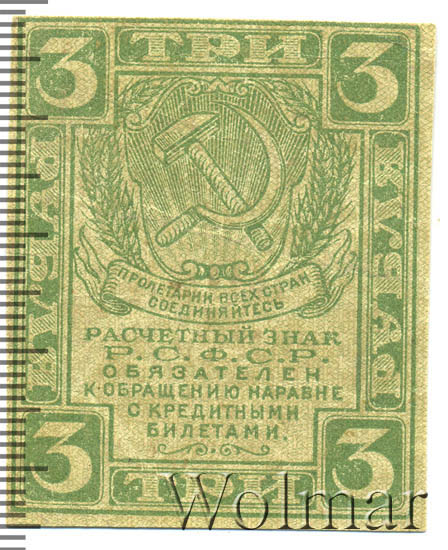 3 ТРИ 3
РУБЛЯ
РУБЛЯ
ПРОЛЕТАРИИ ВСЕХ СТРАН
СОЕДИНЯЙТЕСЬ
РАСЧЕТНЫЙ ЗНАК
Р.С.Ф.С.Р.
ОБЯЗАТЕЛЕН
К ОБРАЩЕНИЮ НАРАВНЕ
С КРЕДИТНЫМИ
БИЛЕТАМИ.
3 ТРИ 3
Wolmar